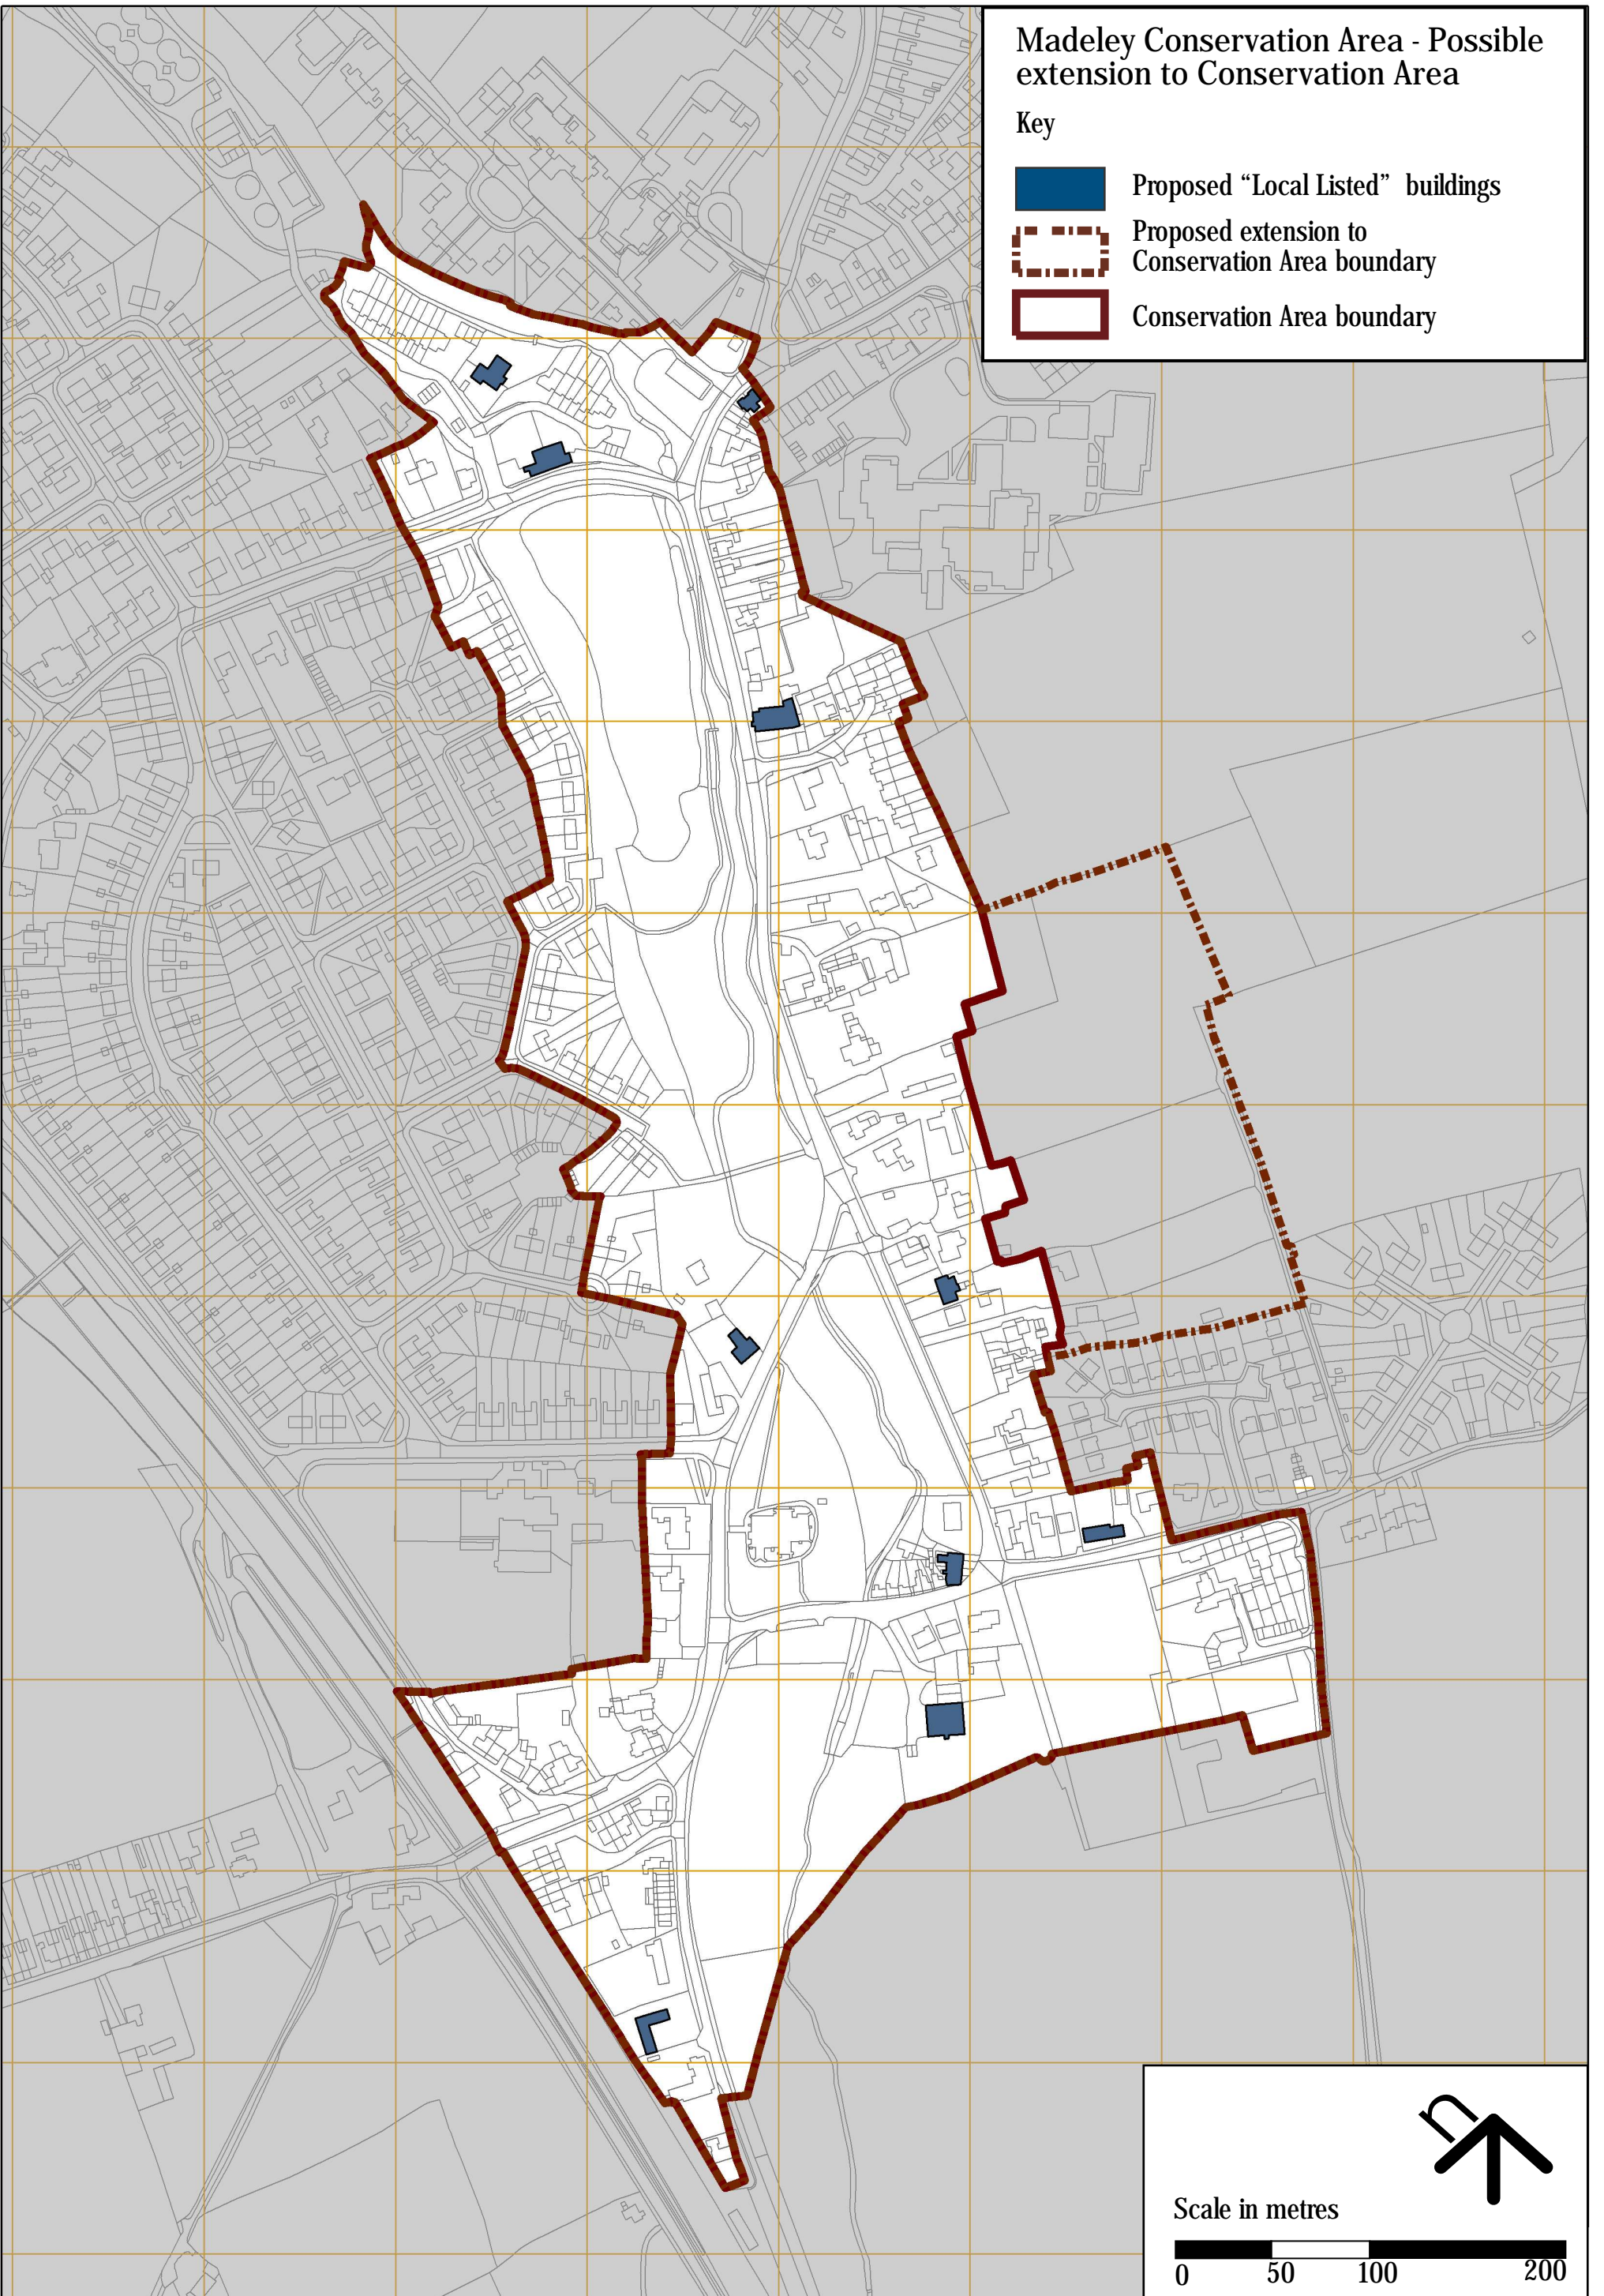 Madeley Conservation Area - Possible
extension to Conservation Area
Key
Proposed “Local Listed” buildings
Proposed extension to
Conservation Area boundary
Conservation Area boundary
Scale in metres
0 50 100 200